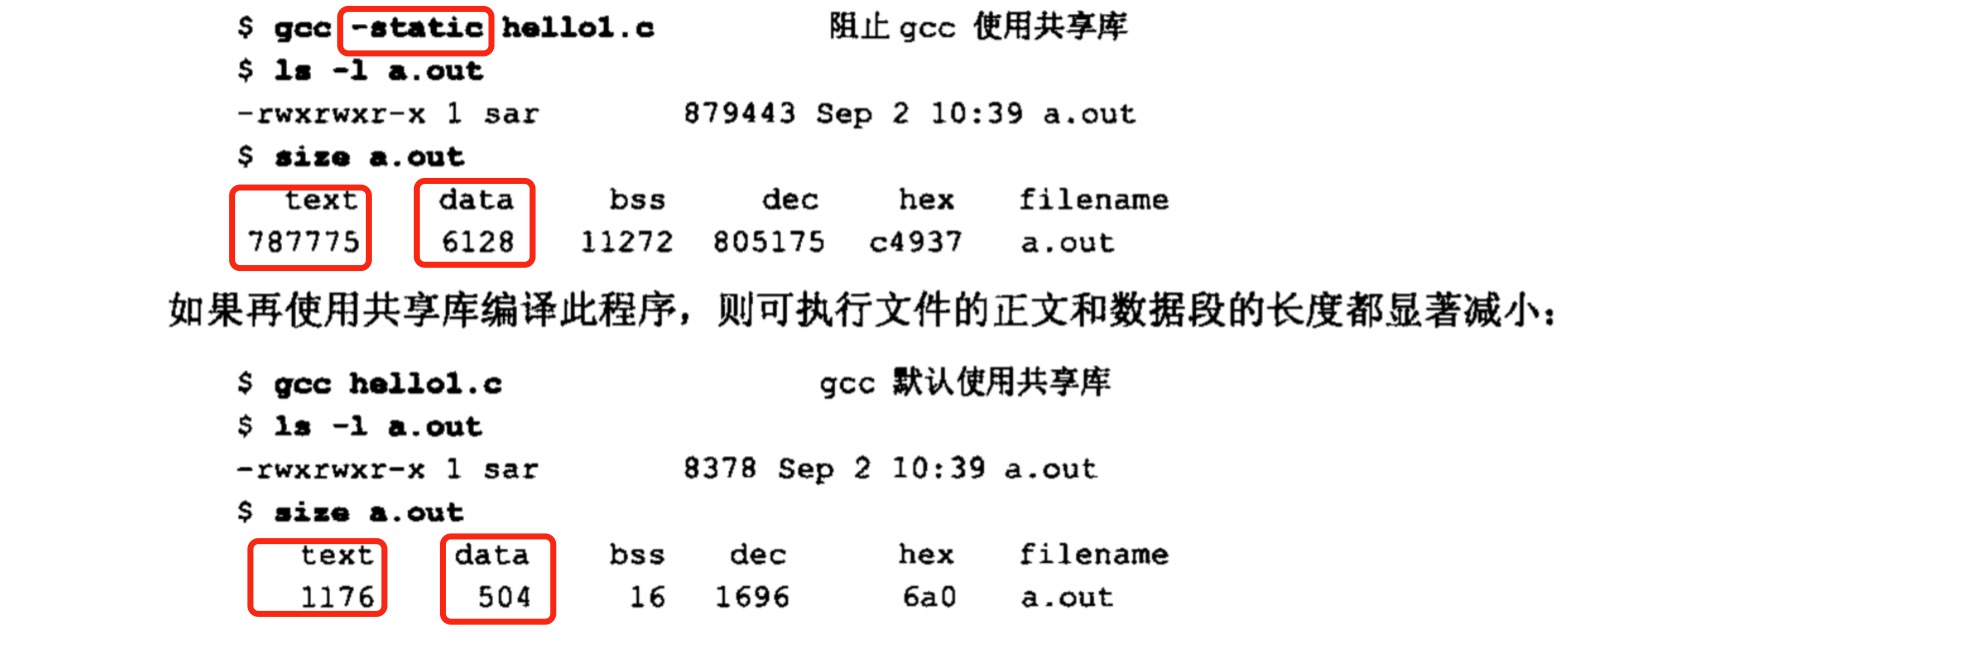 $ gcc -static hello1.c 阻止 gcc 使用共享库
$ ls -l a.out
-rwxrwxr-x 1 sar 879443 Sep 2 10:39 a.out
$ size a.out
text data bss dec hex filename
787775 6128 11272 805175 c4937 a.out
如果再使用共享库编译此程序，则可执行文件的正文和数据段的长度都显著减小：
$ gcc hello1.c gcc 默认使用共享库
$ ls -l a.out
-rwxrwxr-x 1 sar 8378 Sep 2 10:39 a.out
$ size a.out
text data bss dec hex filename
1176 504 16 1696 6a0 a.out